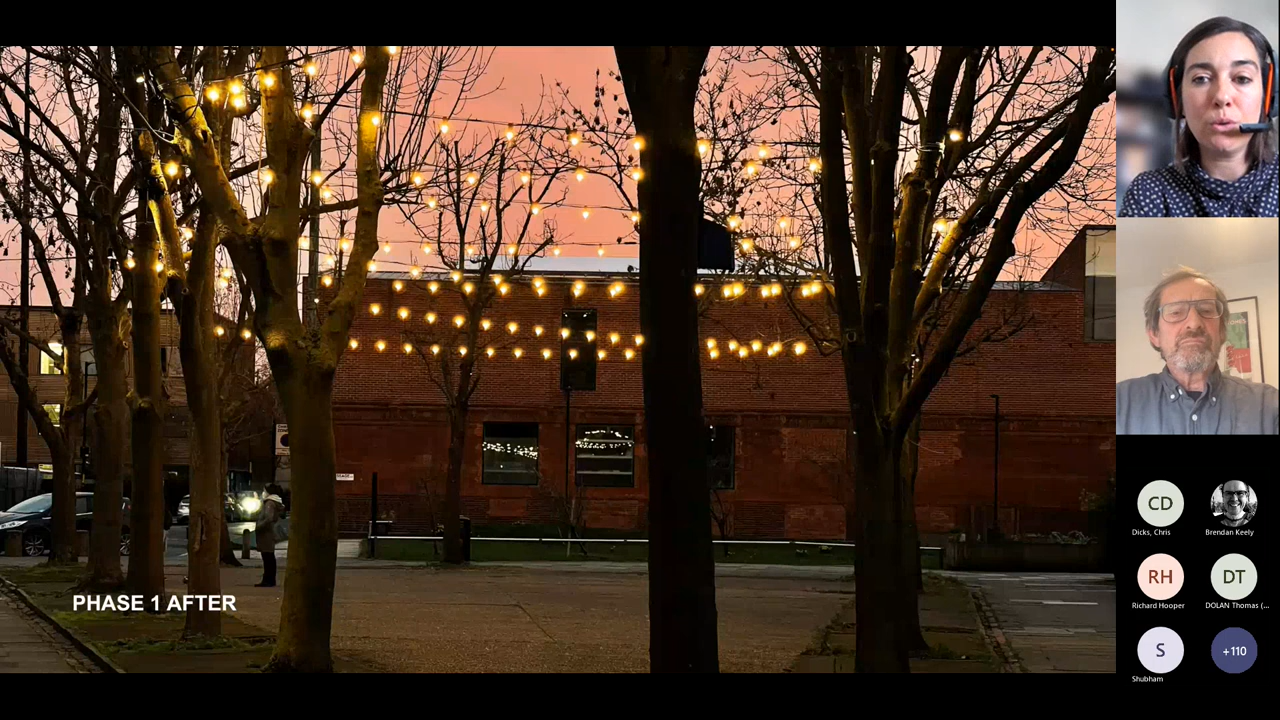 PHASE 1 AFTER
CD
Dicks, Chris
Brendan Keely
RH
Richard Hooper
DT
DOLAN Thomas (...
S
Shubham
+110